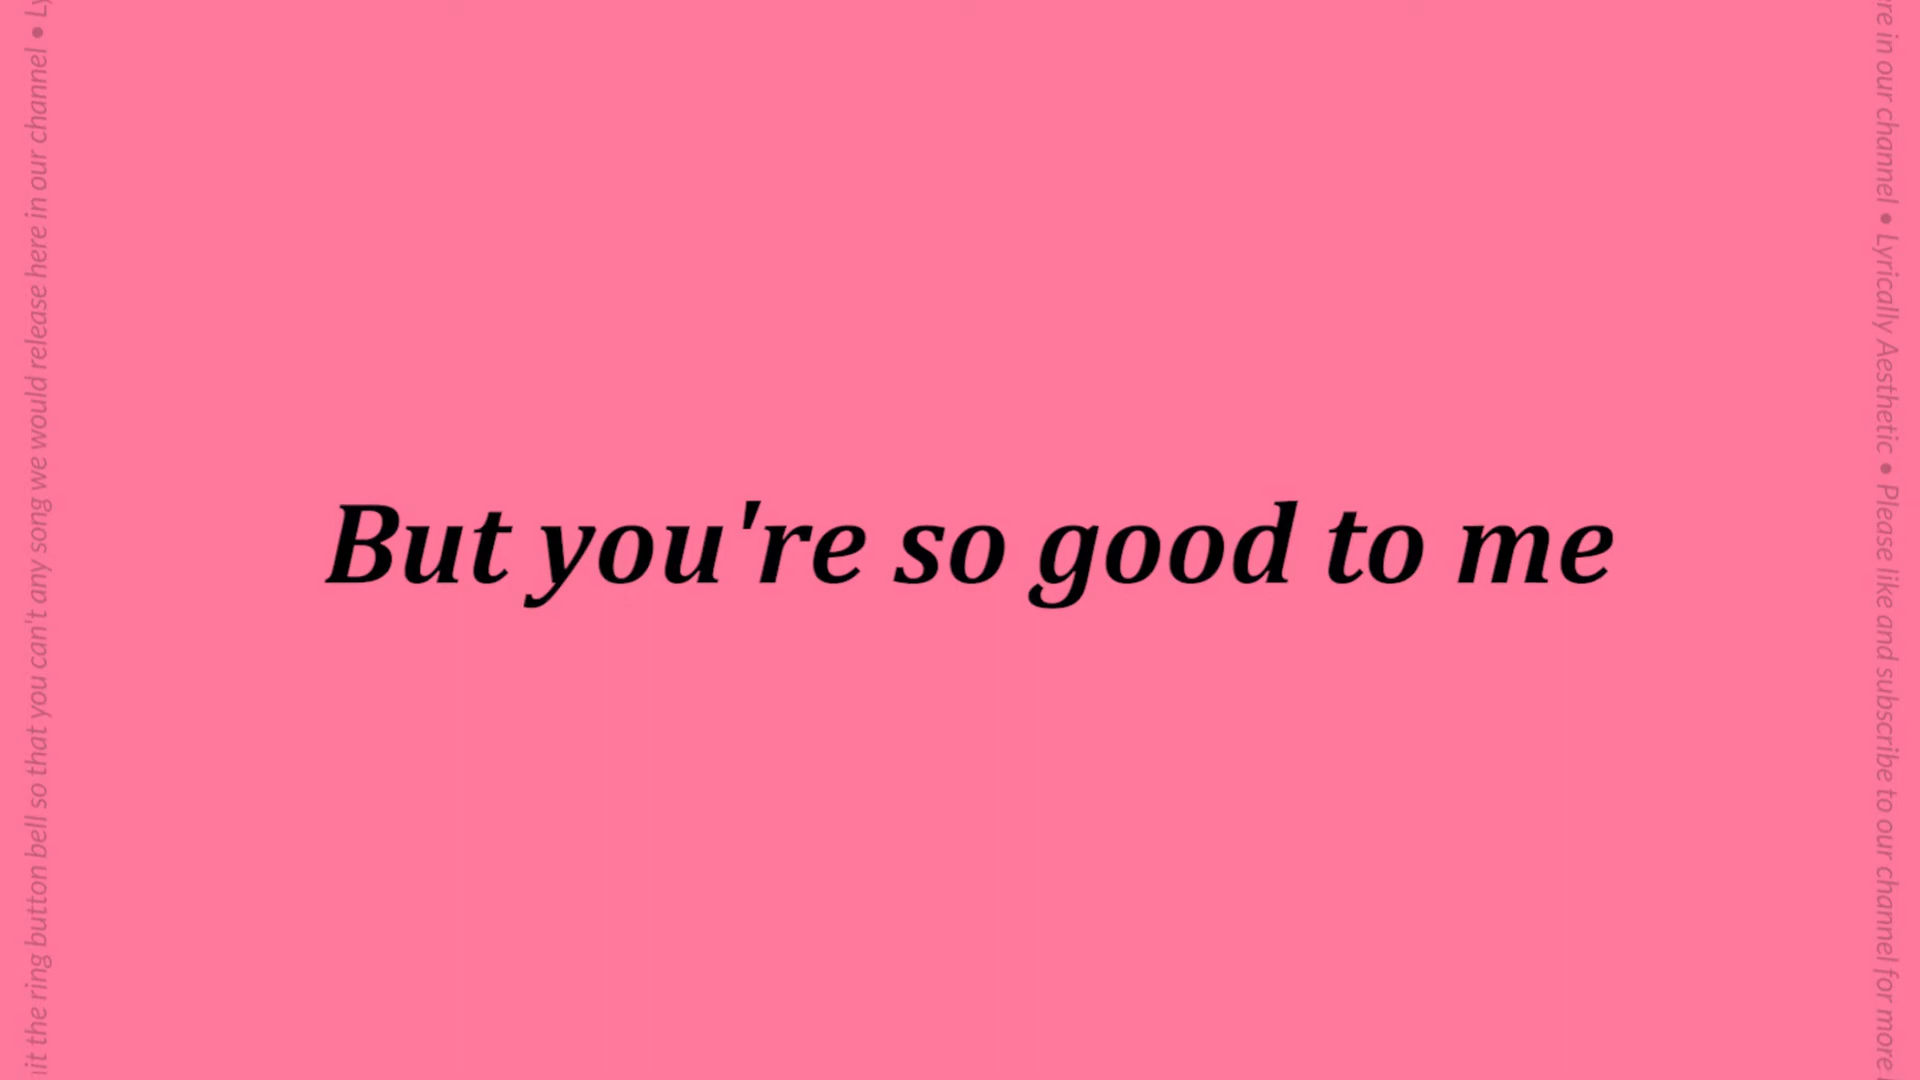 hit the ring button bell so that you can't any song we would release here in our channel • Ly
But you're so good to me
re in our channel • Lyrically Aesthetic • Please like and subscribe to our channel for more